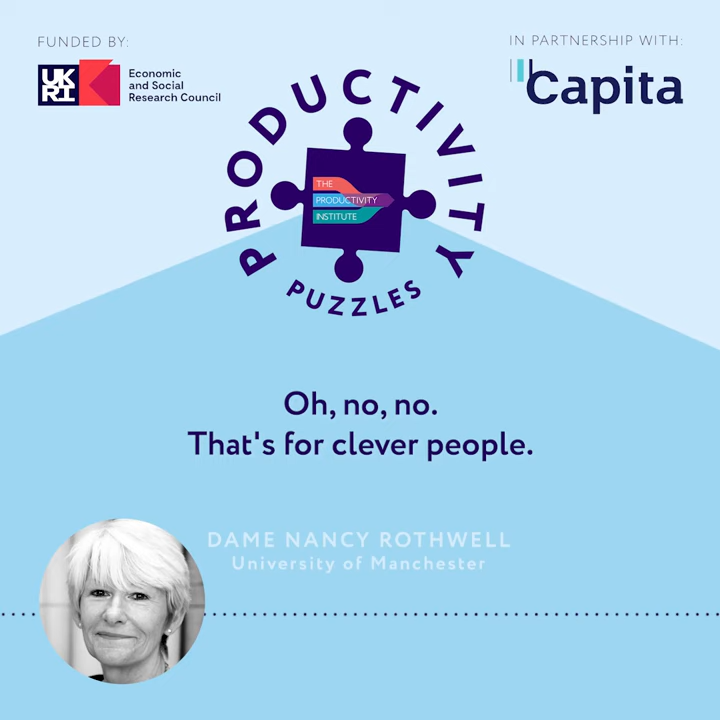 FUNDED BY:
UK
RI
Economic
and Social
Research Council
IN PARTNERSHIP WITH:
Capita
PRODUCTIVITY
THE
PRODUCTIVITY
INSTITUTE
PUZZLES
Oh, no, no.
That's for clever people.
DAME NANCY ROTHWELL
University of Manchester